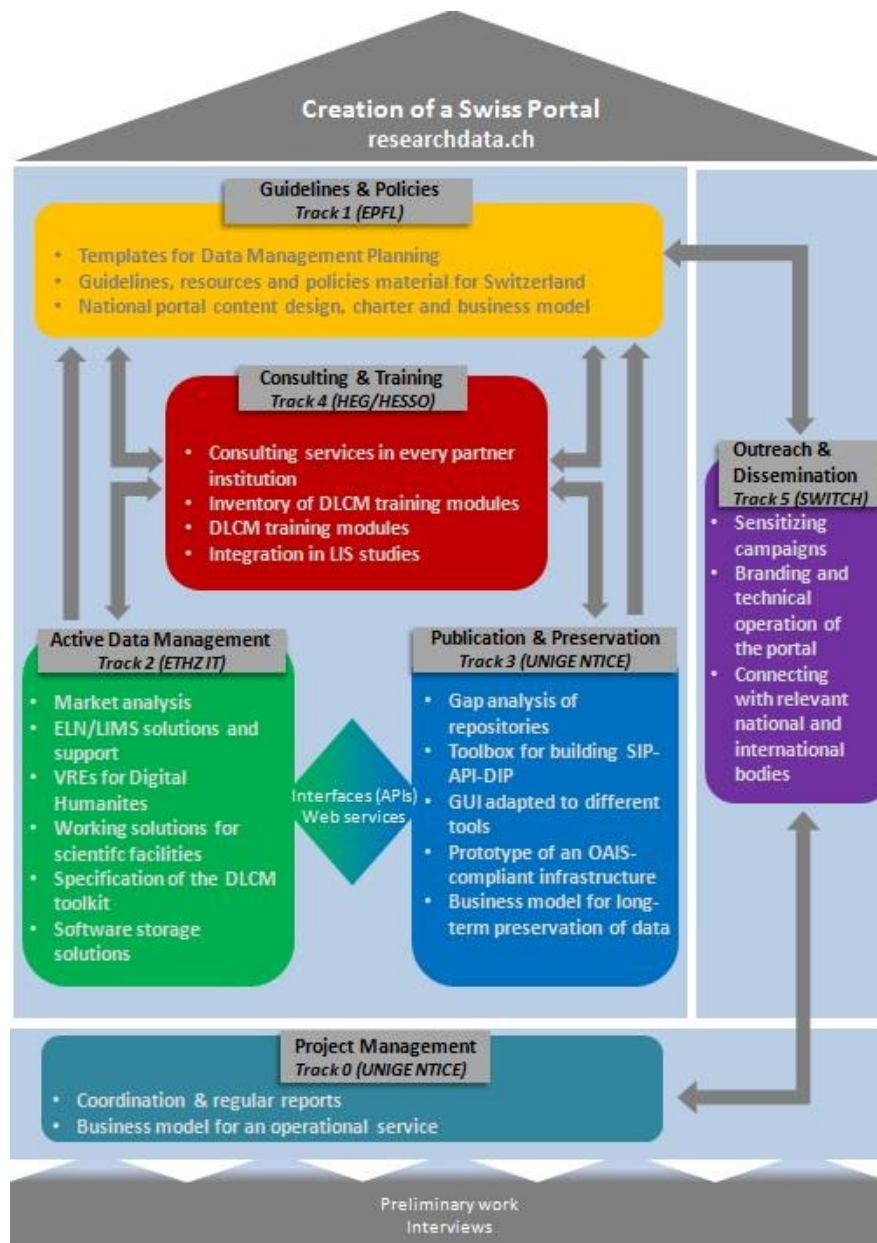 Creation of a Swiss Portal
researchdata.ch
Guidelines & Policies
Track 1 (EPFL)
• Templates for Data Management Planning
• Guidelines, resources and policies material for Switzerland
• National portal content design, charter and business model
Consulting & Training
Track 4 (HEG/HESSO)
• Consulting services in every partner
institution
• Inventory of DLCM training modules
• DLCM training modules
• Integration in LIS studies
Outreach &
Dissemination
Track 5 (SWITCH)
• Sensitizing
campaigns
• Branding and
technical
operation of
the portal
• Connecting
with relevant
national and
international
bodies
Active Data Management
Track 2 (ETHZ IT)
• Market analysis
• ELN/LIMS solutions and
support
• VREs for Digital
Humanites
• Working solutions for
scientifc facilities
• Specification of the DLCM
toolkit
• Software storage
solutions
Interfaces (APIs)
Web services
Publication & Preservation
Track 3 (UNIGE NTICE)
• Gap analysis of
repositories
• Toolbox for building SIP-
API-DIP
• GUI adapted to different
tools
• Prototype of an OAIS-
compliant infrastructure
• Business model for long-
term preservation of data
Project Management
Track 0 (UNIGE NTICE)
• Coordination & regular reports
• Business model for an operational service
Preliminary work
Interviews